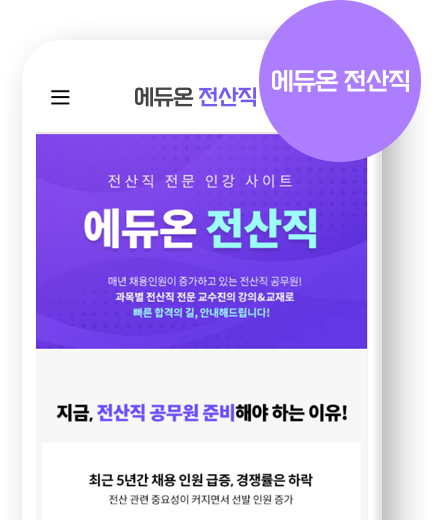 에듀온 전산직
에듀온 전산직
전산직 전문 인강 사이트
에듀온 전산직
매년 채용인원이 증가하고 있는 전산직 공무원!
과목별 전산직 전문 교수진의 강의&교재로
빠른 합격의 길, 안내해드립니다!
지금, 전산직 공무원 준비해야 하는 이유!
최근 5년간 채용 인원 급증, 경쟁률은 하락
전산 관련 중요성이 커지면서 선발 인원 증가